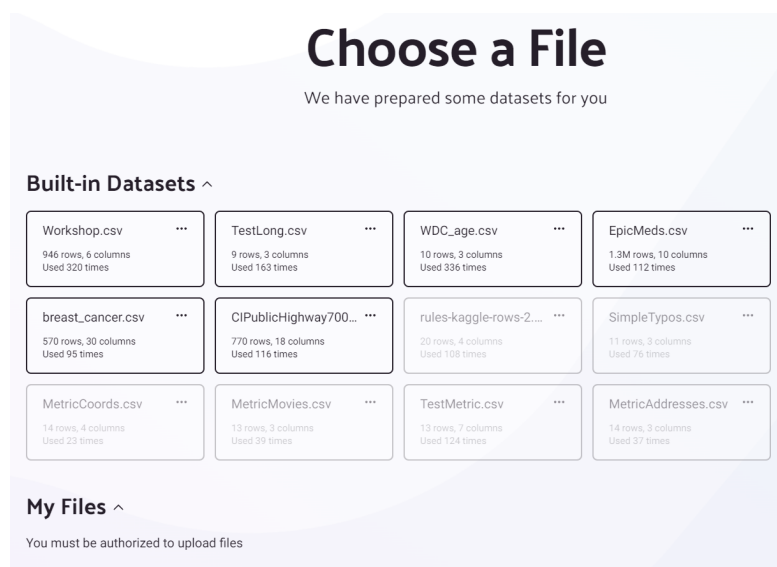 Choose a File
We have prepared some datasets for you
Built-in Datasets
Workshop.csv
946 rows, 6 columns
Used 320 times
TestLong.csv
9 rows, 3 columns
Used 163 times
WDC_age.csv
10 rows, 3 columns
Used 336 times
EpicMeds.csv
1.3M rows, 10 columns
Used 112 times
breast_cancer.csv
570 rows, 30 columns
Used 95 times
CIPublicHighway700...
770 rows, 18 columns
Used 116 times
rules-kaggle-rows-2....
20 rows, 4 columns
Used 108 times
SimpleTypos.csv
11 rows, 3 columns
Used 76 times
MetricCoords.csv
14 rows, 4 columns
Used 23 times
MetricMovies.csv
13 rows, 3 columns
Used 39 times
TestMetric.csv
13 rows, 7 columns
Used 124 times
MetricAddresses.csv
14 rows, 3 columns
Used 37 times
My Files
You must be authorized to upload files